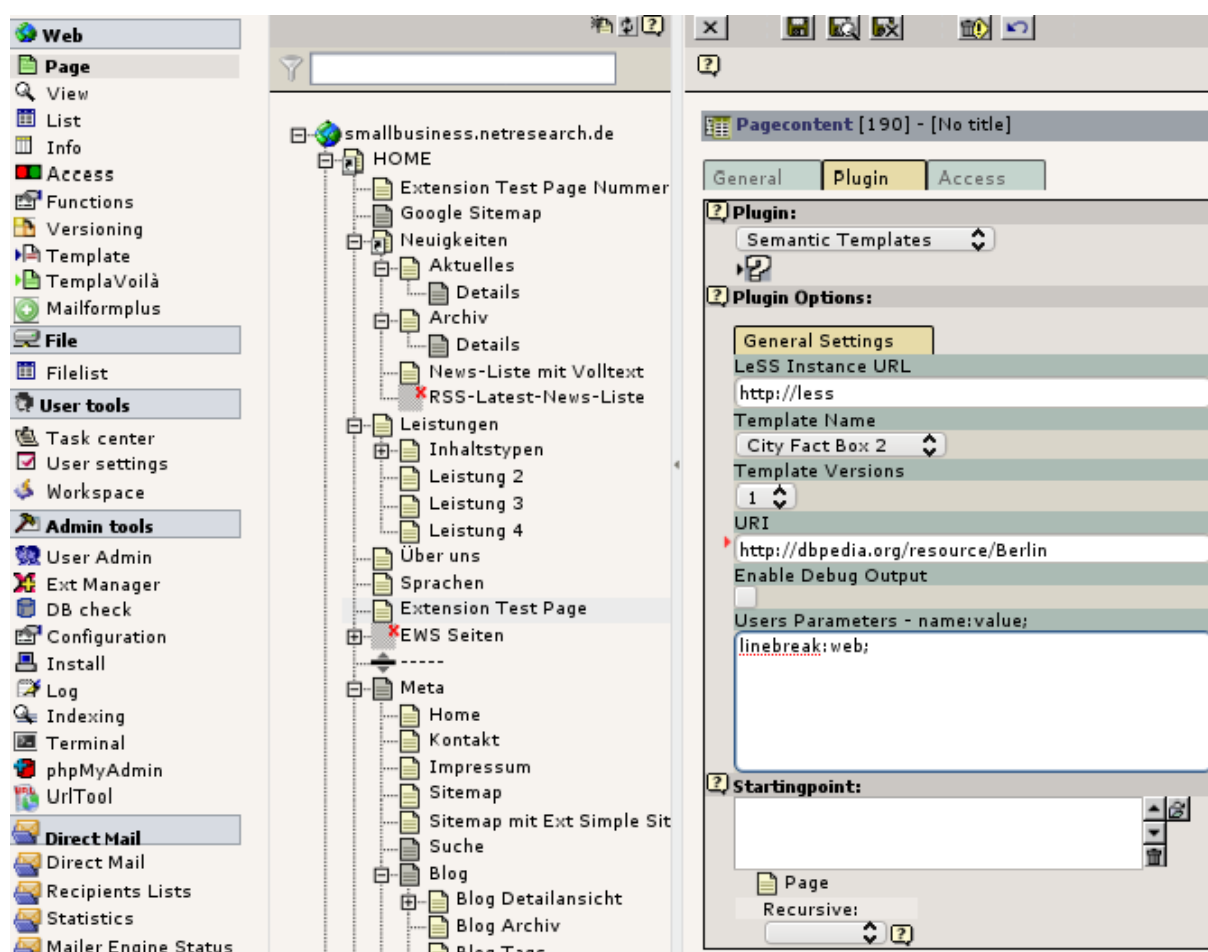 Web
Page
View
List
Info
Access
Functions
Versioning
Template
TemplaVoilà
Mailformplus
File
Filelist
User tools
Task center
User settings
Workspace
Admin tools
User Admin
Ext Manager
DB check
Configuration
Install
Log
Indexing
Terminal
phpMyAdmin
UrlTool
Direct Mail
Direct Mail
Recipients Lists
Statistics
Mailer Engine Status
smallbusiness.netresearch.de
HOME
Extension Test Page Nummer
Google Sitemap
Neuigkeiten
Aktuelles
Details
Archiv
Details
News-Liste mit Volltext
RSS-Latest-News-Liste
Leistungen
Inhaltstypen
Leistung 2
Leistung 3
Leistung 4
Über uns
Sprachen
Extension Test Page
EWS Seiten
-----
Meta
Home
Kontakt
Impressum
Sitemap
Sitemap mit Ext Simple Sit
Suche
Blog
Blog Detailansicht
Blog Archiv
Blog Tags
Pagecontent [190] - [No title]
General Plugin Access
Plugin:
Semantic Templates
Plugin Options:
General Settings
LeSS Instance URL
http://less
Template Name
City Fact Box 2
Template Versions
1
URI
http://dbpedia.org/resource/Berlin
Enable Debug Output
Users Parameters - name:value;
linebreak:web;
Startingpoint:
Page
Recursive: